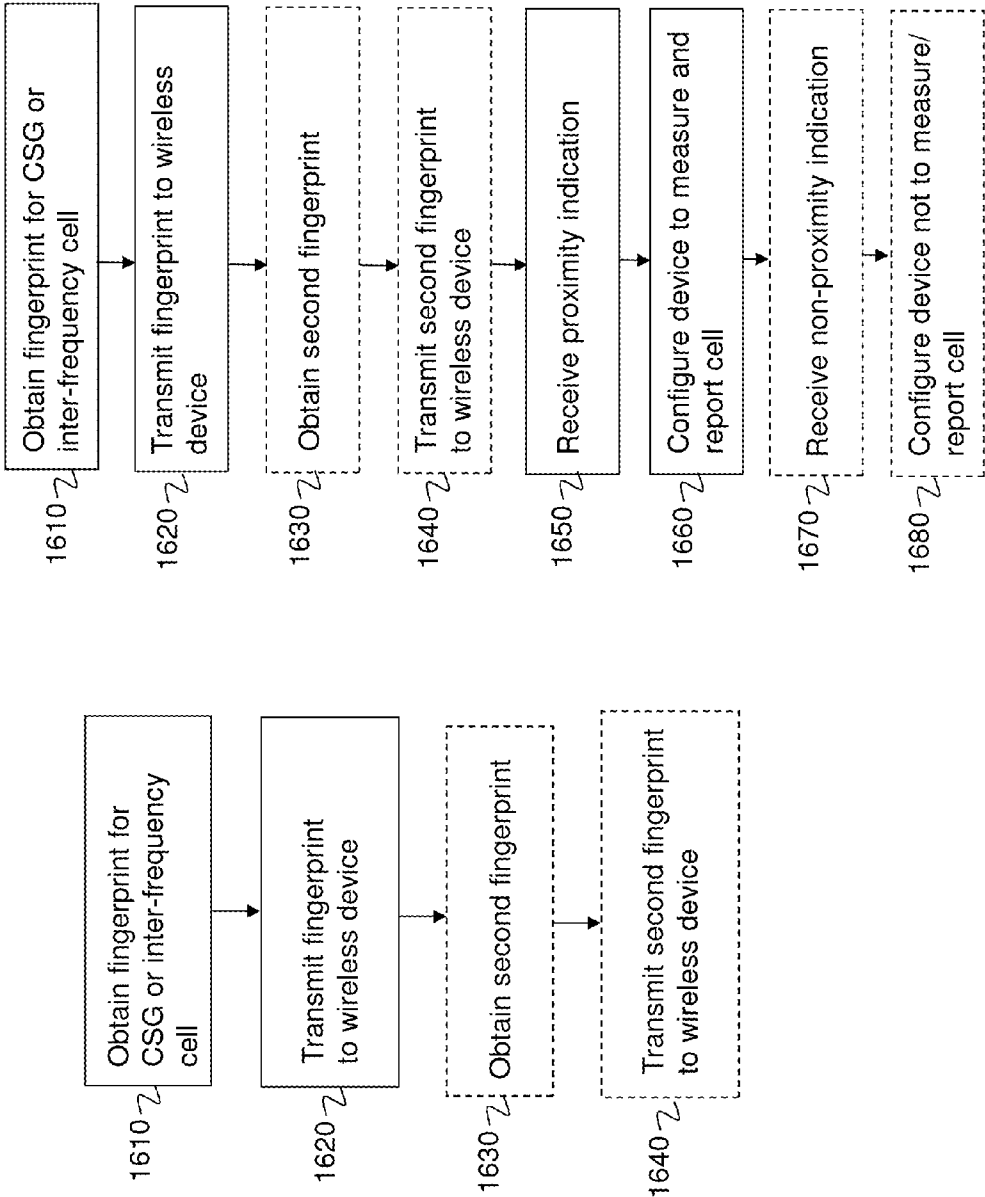 1610
Obtain fingerprint for
CSG or inter-frequency
cell
1620
Transmit fingerprint
to wireless device
1630
Obtain second fingerprint
1640
Transmit second fingerprint
to wireless device
1610
Obtain fingerprint for CSG or
inter-frequency cell
1620
Transmit fingerprint to wireless
device
1630
Obtain second fingerprint
1640
Transmit second fingerprint
to wireless device
1650
Receive proximity indication
1660
Configure device to measure and
report cell
1670
Receive non-proximity indication
1680
Configure device not to measure/
report cell